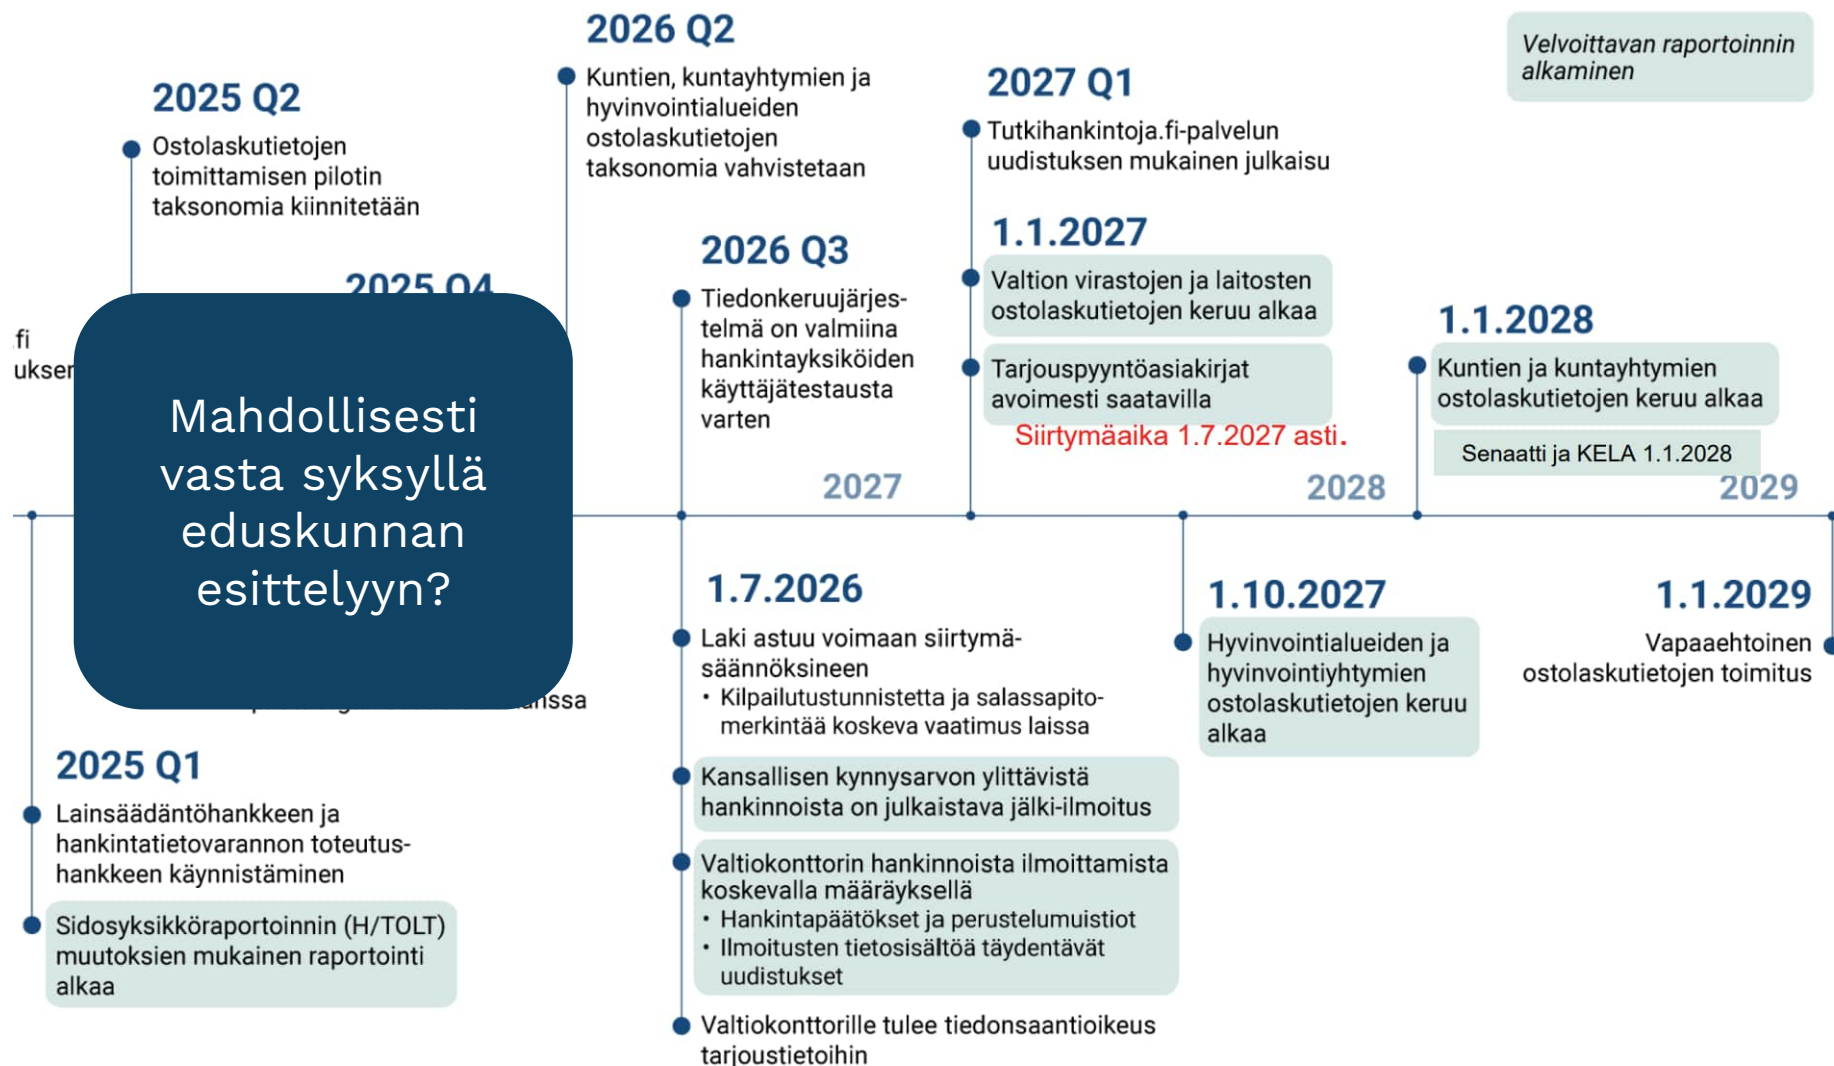 2025 Q2
Ostolaskutietojen
toimittamisen pilotin
taksonomia kiinnitetään
2025 Q4
2026 Q2
Kuntien, kuntayhtymien ja
hyvinvointialueiden
ostolaskutietojen
taksonomia vahvistetaan
2026 Q3
Tiedonkeruujärjes-
telmä on valmiina
hankintayksiköiden
käyttäjätestausta
varten
2027 Q1
Tutkihankintoja.fi-palvelun
uudistuksen mukainen julkaisu
1.1.2027
Valtion virastojen ja laitosten
ostolaskutietojen keruu alkaa
Tarjouspyyntöasiakirjat
avoimesti saatavilla
Siirtymäaika 1.7.2027 asti.
Velvoittavan raportoinnin
alkaminen
1.1.2028
Kuntien ja kuntayhtymien
ostolaskutietojen keruu alkaa
Senaatti ja KELA 1.1.2028
.fi
uksen
Mahdollisesti
vasta syksyllä
eduskunnan
esittelyyn?
2027
2028
2029
anssa
2025 Q1
Lainsäädäntöhankkeen ja
hankintatietovarannon toteutus-
hankkeen käynnistäminen
Sidosyksikköraportoinnin (H/TOLT)
muutoksien mukainen raportointi
alkaa
1.7.2026
Laki astuu voimaan siirtymä-
säännöksineen
• Kilpailutustunnistetta ja salassapito-
merkintää koskeva vaatimus laissa
Kansallisen kynnysarvon ylittävistä
hankinnoista on julkaistava jälki-ilmoitus
Valtiokonttorin hankinnoista ilmoittamista
koskevalla määräyksellä
• Hankintapäätökset ja perustelumuistiot
• Ilmoitusten tietosisältöä täydentävät
uudistukset
Valtiokonttorille tulee tiedonsaantioikeus
tarjoustietoihin
1.10.2027
Hyvinvointialueiden ja
hyvinvointiyhtymien
ostolaskutietojen keruu
alkaa
1.1.2029
Vapaaehtoinen
ostolaskutietojen toimitus